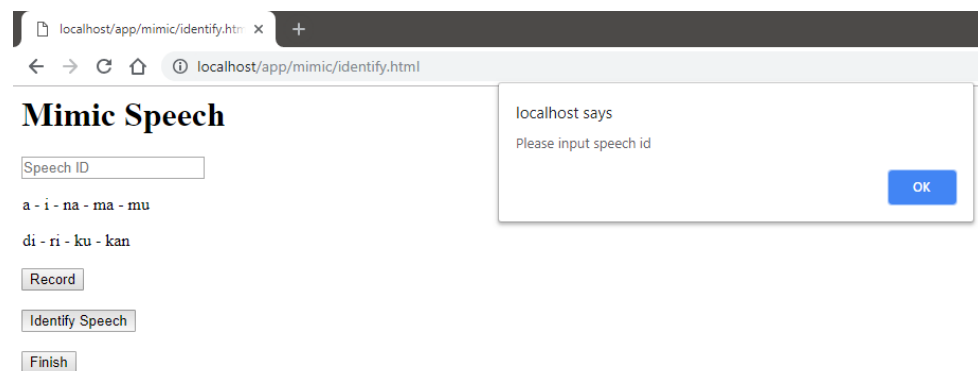 localhost/app/mimic/identify.htm
localhost/app/mimic/identify.html
Mimic Speech
Speech ID
a - i - na - ma - mu
di - ri - ku - kan
Record
Identify Speech
Finish
localhost says
Please input speech id
OK